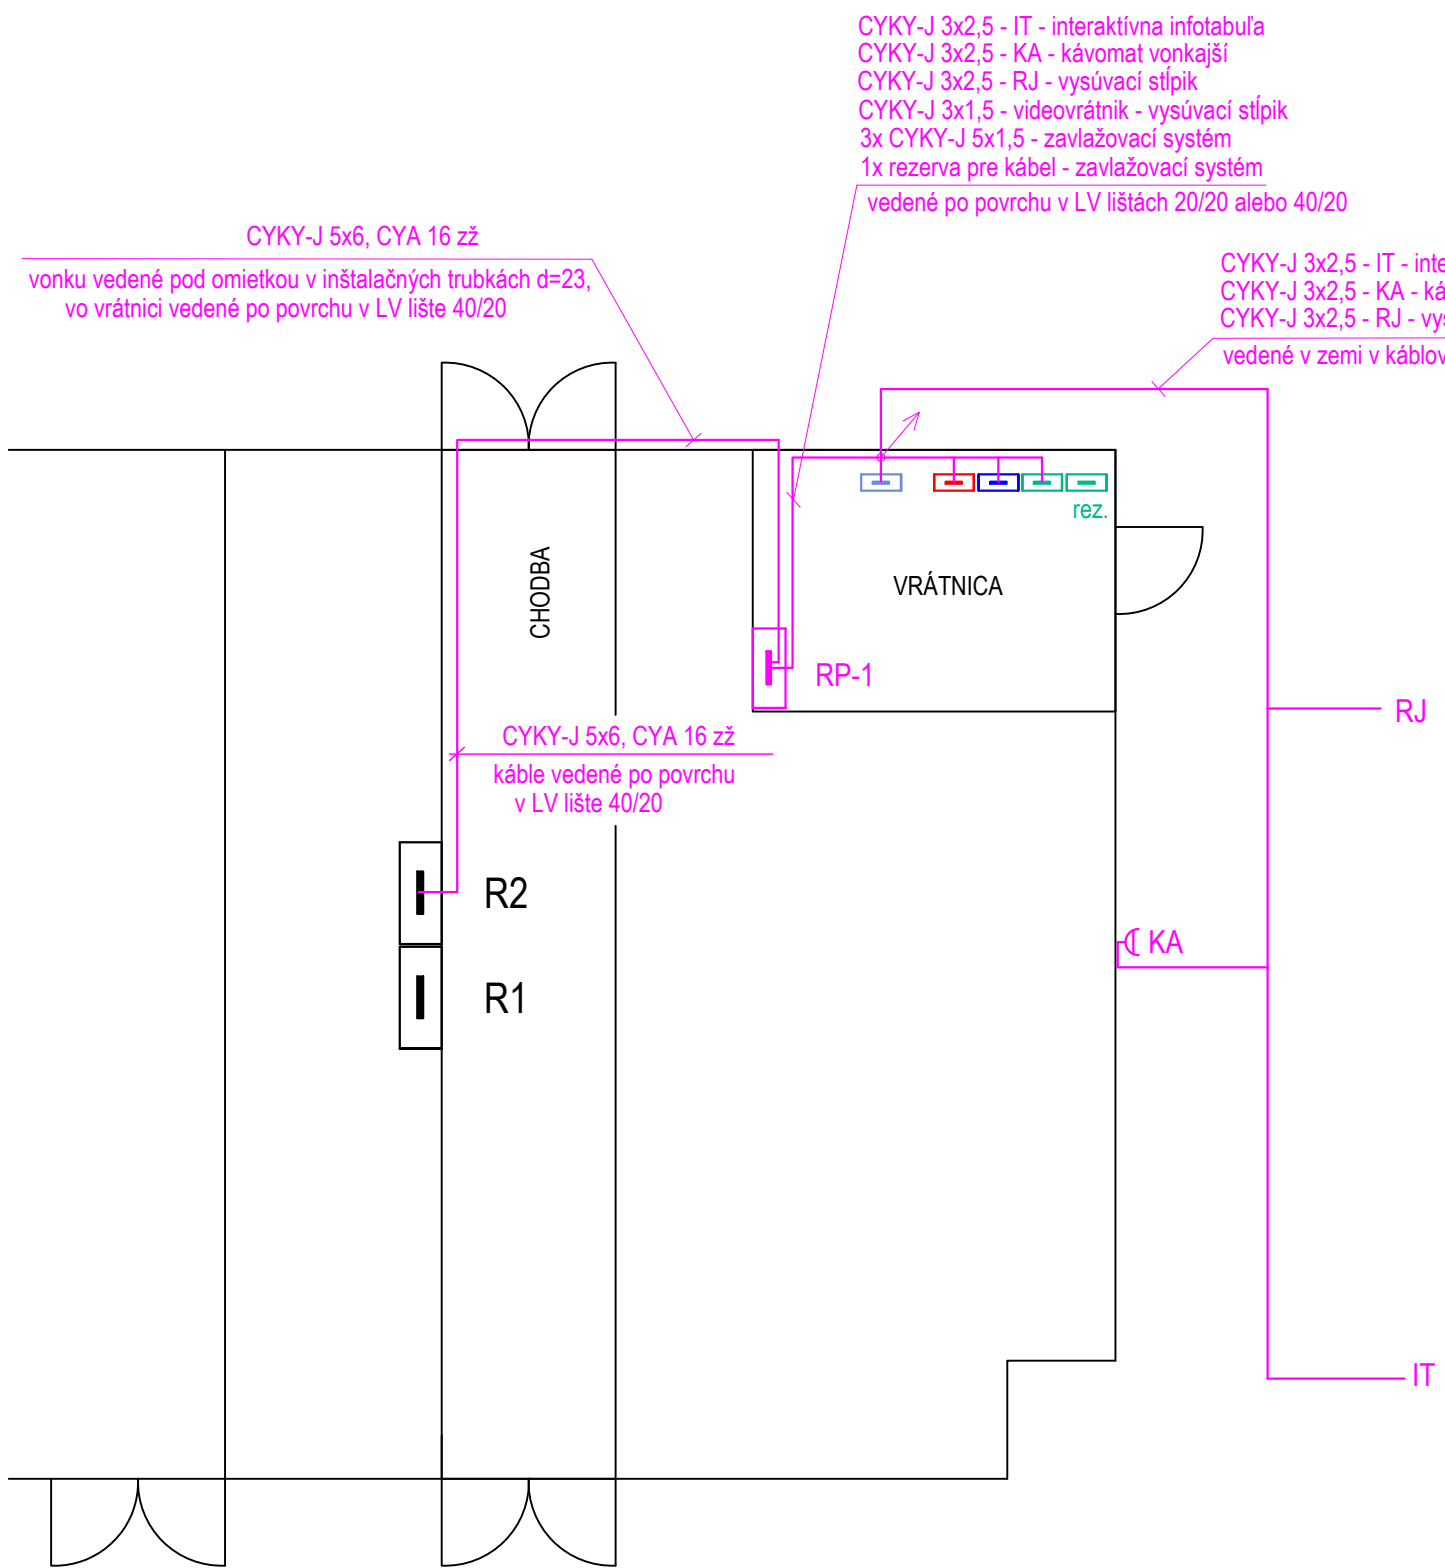 CYKY-J 3x2,5 - IT - interaktívna infotabuľa
CYKY-J 3x2,5 - KA - kávomat vonkajší
CYKY-J 3x2,5 - RJ - vysúvací stĺpik
CYKY-J 3x1,5 - videovrátnik - vysúvací stĺpik
3x CYKY-J 5x1,5 - zavlažovací systém
1x rezerva pre kábel - zavlažovací systém
vedené po povrchu v LV lištách 20/20 alebo 40/20
CYKY-J 5x6, CYA 16 zž
vonku vedené pod omietkou v inštalačných trubkách d=23,
vo vrátnici vedené po povrchu v LV lište 40/20
CYKY-J 3x2,5 - IT - inte
CYKY-J 3x2,5 - KA - ká
CYKY-J 3x2,5 - RJ - vys
vedené v zemi v káblov
rez.
CHODBA
VRÁTNICA
RP-1
RJ
CYKY-J 5x6, CYA 16 zž
káble vedené po povrchu
v LV lište 40/20
R2
KA
R1
IT